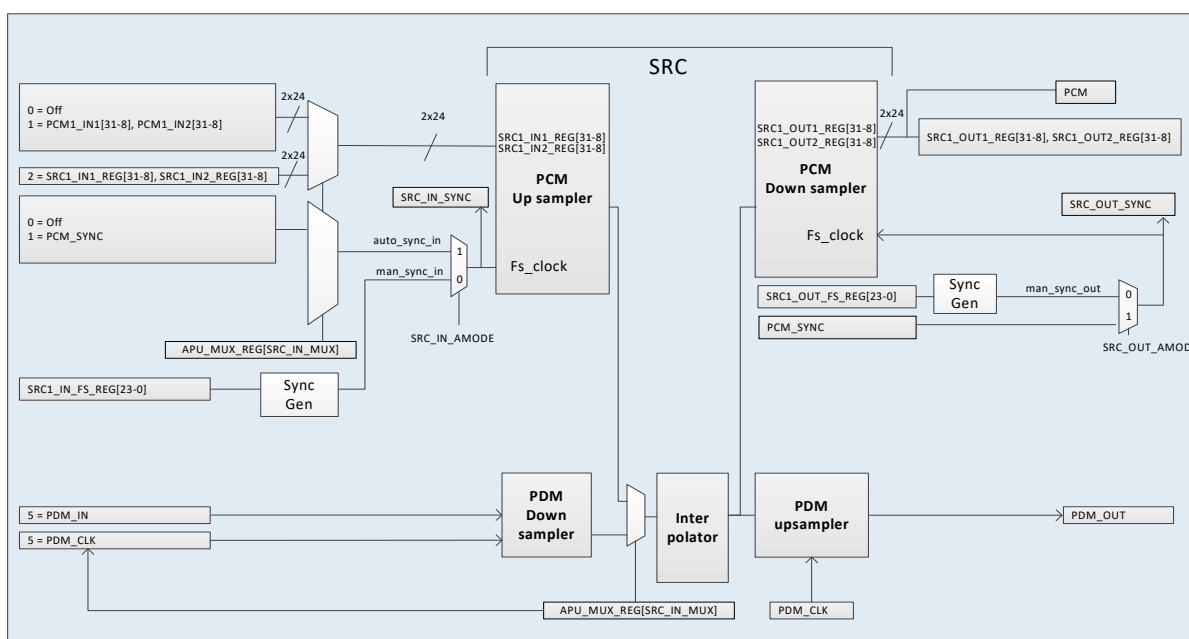 SRC
2x24
0 = Off
1 = PCM1_IN1[31-8], PCM1_IN2[31-8]
2x24
2 = SRC1_IN1_REG[31-8], SRC1_IN2_REG[31-8]
0 = Off
1 = PCM_SYNC
2x24
SRC1_IN1_REG[31-8]
SRC1_IN2_REG[31-8]
PCM
Up sampler
Fs_clock
SRC_IN_SYNC
auto_sync_in
1
man_sync_in
0
SRC_IN_AMODE
APU_MUX_REG[SRC_IN_MUX]
SRC1_IN_FS_REG[23-0]
Sync
Gen
SRC1_OUT1_REG[31-8]
SRC1_OUT2_REG[31-8]
PCM
Down sampler
Fs_clock
2x24
PCM
SRC1_OUT1_REG[31-8], SRC1_OUT2_REG[31-8]
SRC_OUT_SYNC
SRC1_OUT_FS_REG[23-0]
Sync
Gen
man_sync_out
0
1
PCM_SYNC
SRC_OUT_AMOD
5 = PDM_IN
5 = PDM_CLK
PDM
Down
sampler
Inter
polator
PDM
upsampler
PDM_OUT
APU_MUX_REG[SRC_IN_MUX]
PDM_CLK